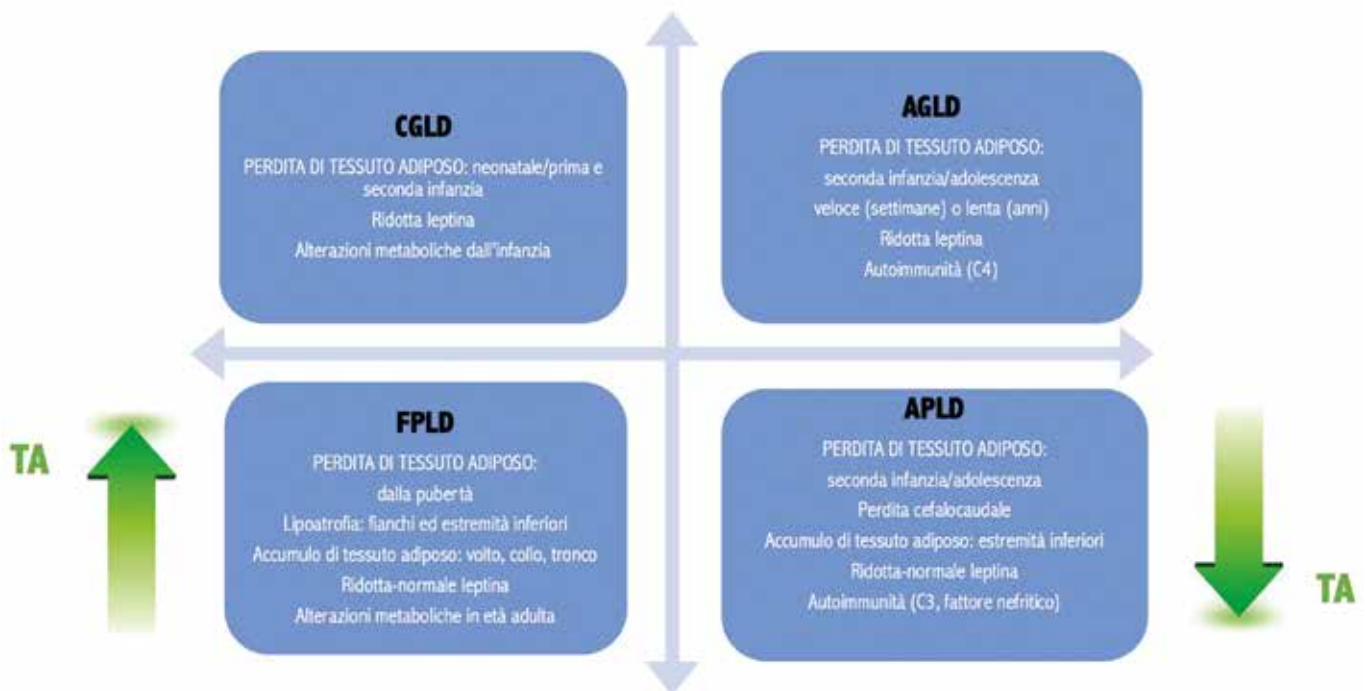 CGLD
PERDITA DI TESSUTO ADIPOSO: neonatale/prima e
seconda infanzia
Ridotta leptina
Alterazioni metaboliche dall'infanzia
AGLD
PERDITA DI TESSUTO ADIPOSO:
seconda infanzia/adolescenza
veloce (settimane) o lenta (anni)
Ridotta leptina
Autoimmunità (C4)
TA
FPLD
PERDITA DI TESSUTO ADIPOSO:
dalla pubertà
Lipoatrofia: fianchi ed estremità inferiori
Accumulo di tessuto adiposo: volto, collo, tronco
Ridotta-normale leptina
Alterazioni metaboliche in età adulta
APLD
PERDITA DI TESSUTO ADIPOSO:
seconda infanzia/adolescenza
Perdita cefalocaudale
Accumulo di tessuto adiposo: estremità inferiori
Ridotta-normale leptina
Autoimmunità (C3, fattore nefritico)
TA